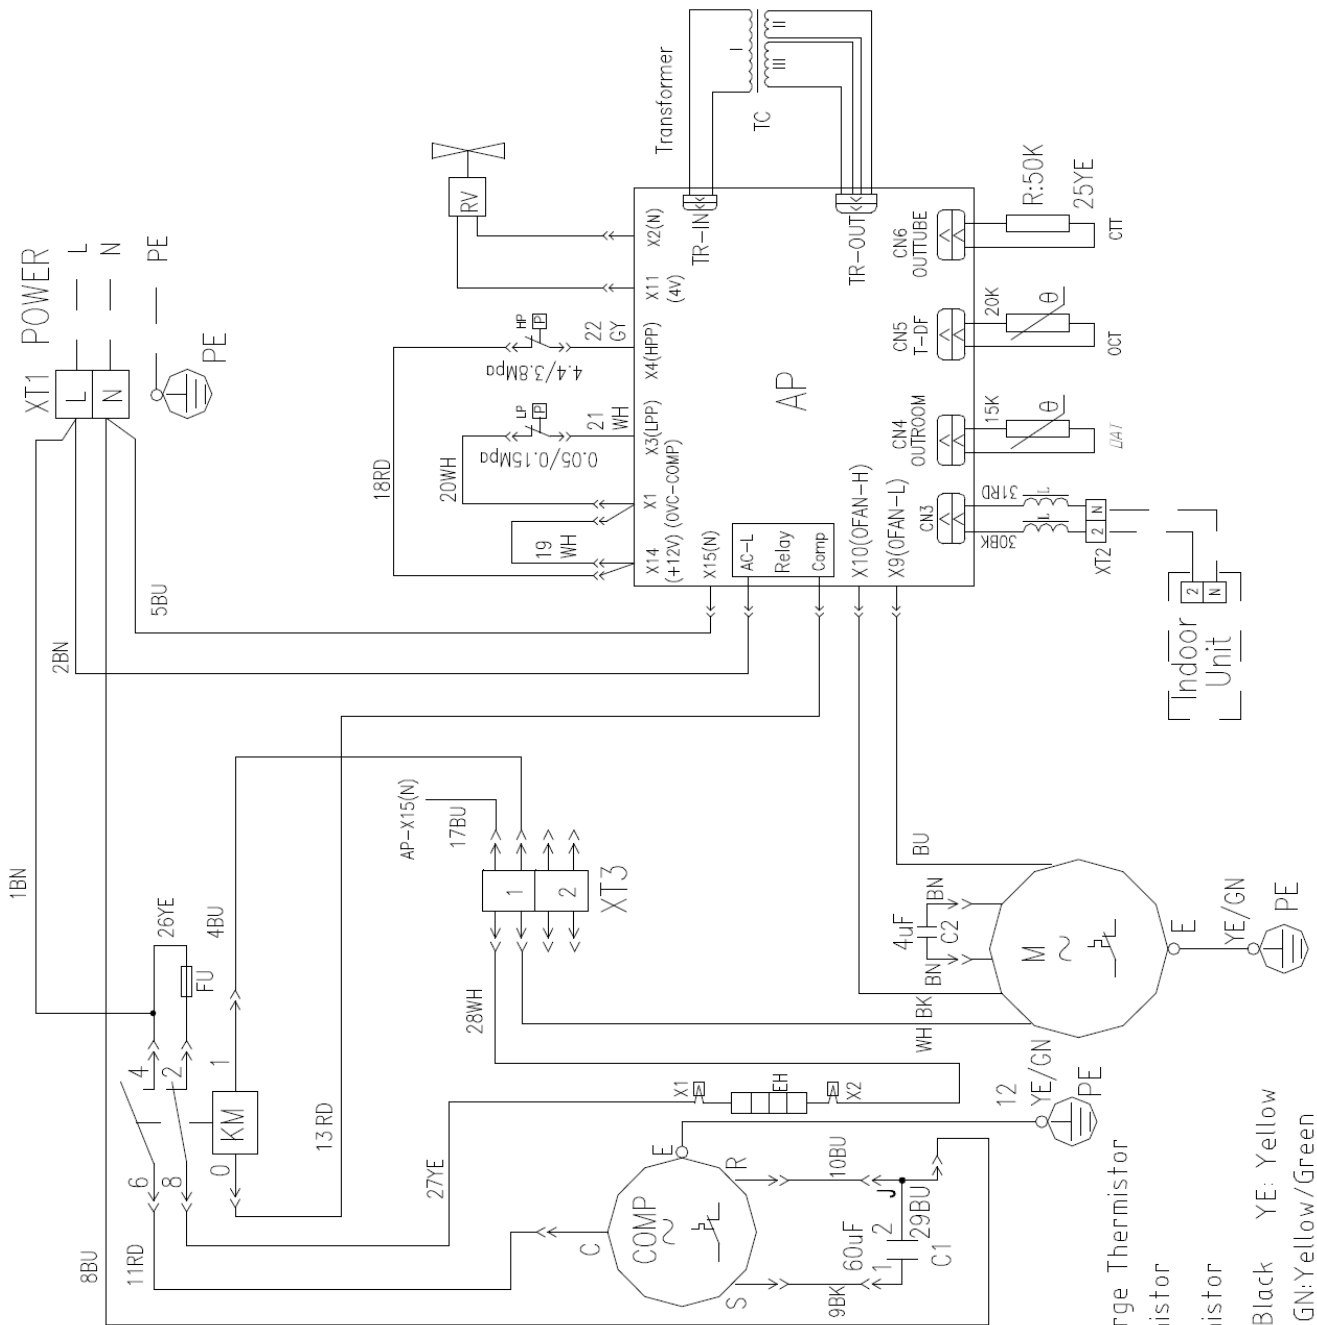 POWER
XT1
L
N
L
N
PE
PE
1BN
2BN
5BU
8BU
11RD
26YE
4BU
FU
4
2
6
8
KM
0
1
13RD
27YE
28WH
AP-X15(N)
17BU
1
2
XT3
18RD
20WH
19
WH
LP
P
0.05/0.15Mpa
21
WH
HP
P
4.4/3.8Mpa
22
GY
RV
Transformer
TC
I
II
III
X14
(+12V)
X1
(OVC-COMP)
X3(LPP)
X4(HPP)
X11
(4V)
X2(N)
TR-IN
TR-OUT
X15(N)
AC-L
Relay
Comp
X10(OFAN-H)
X9(OFAN-L)
AP
CN3
CN4
OUTROOM
CN5
T-DF
CN6
OUTTUBE
30BK
31RD
L
L
2
N
XT2
Indoor
Unit
2
N
15K
θ
20K
θ
OCT
R:50K
25YE
CTT
BU
4uF
C2
BN
BN
M
~
WH
BK
E
YE/GN
PE
X1
A
EH
X2
A
COMP
~
C
S
R
E
12
YE/GN
PE
10BU
J
60uF
1
2
29BU
C1
9BK
rge Thermistor
nistor
nistor
Black YE: Yellow
GN:Yellow/Green